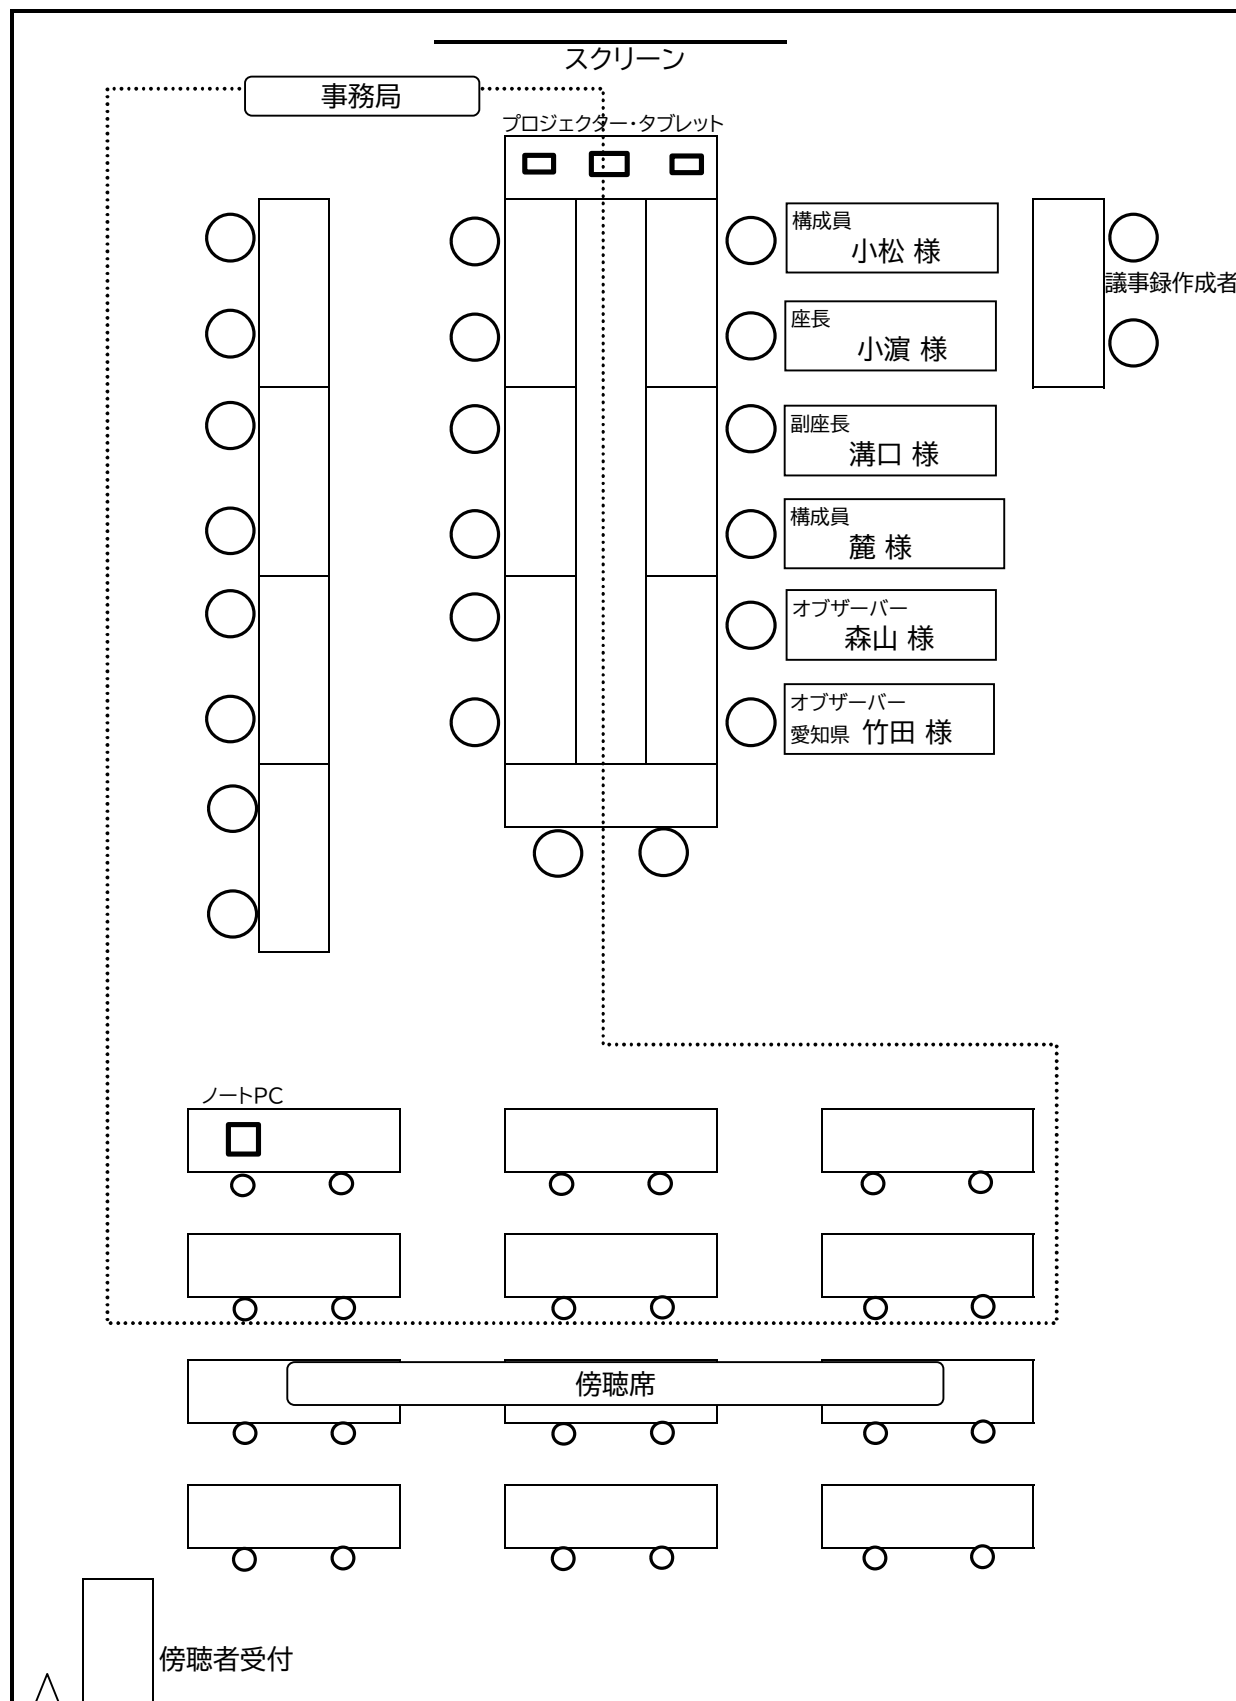 スクリーン
事務局
プロジェクター・タブレット
構成員
小松 様
議事録作成者
座長
小濵 様
副座長
溝口 様
構成員
麓 様
オブザーバー
森山 様
オブザーバー
愛知県 竹田 様
ノートPC
傍聴席
傍聴者受付